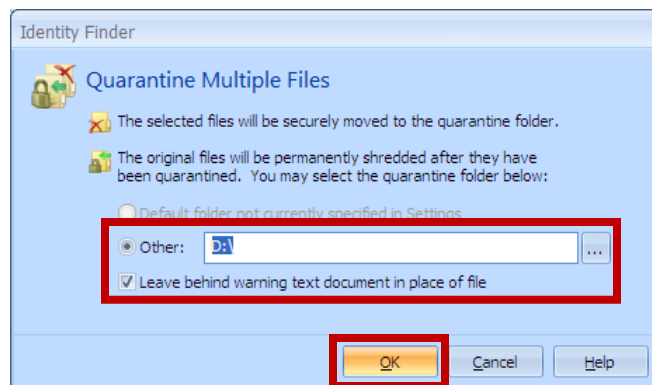 Identity Finder
Quarantine Multiple Files
The selected files will be securely moved to the quarantine folder.
The original files will be permanently shredded after they have
been quarantined. You may select the quarantine folder below:
Default folder not currently specified in Settings
Other: D:\ ...
Leave behind warning text document in place of file
OK Cancel Help